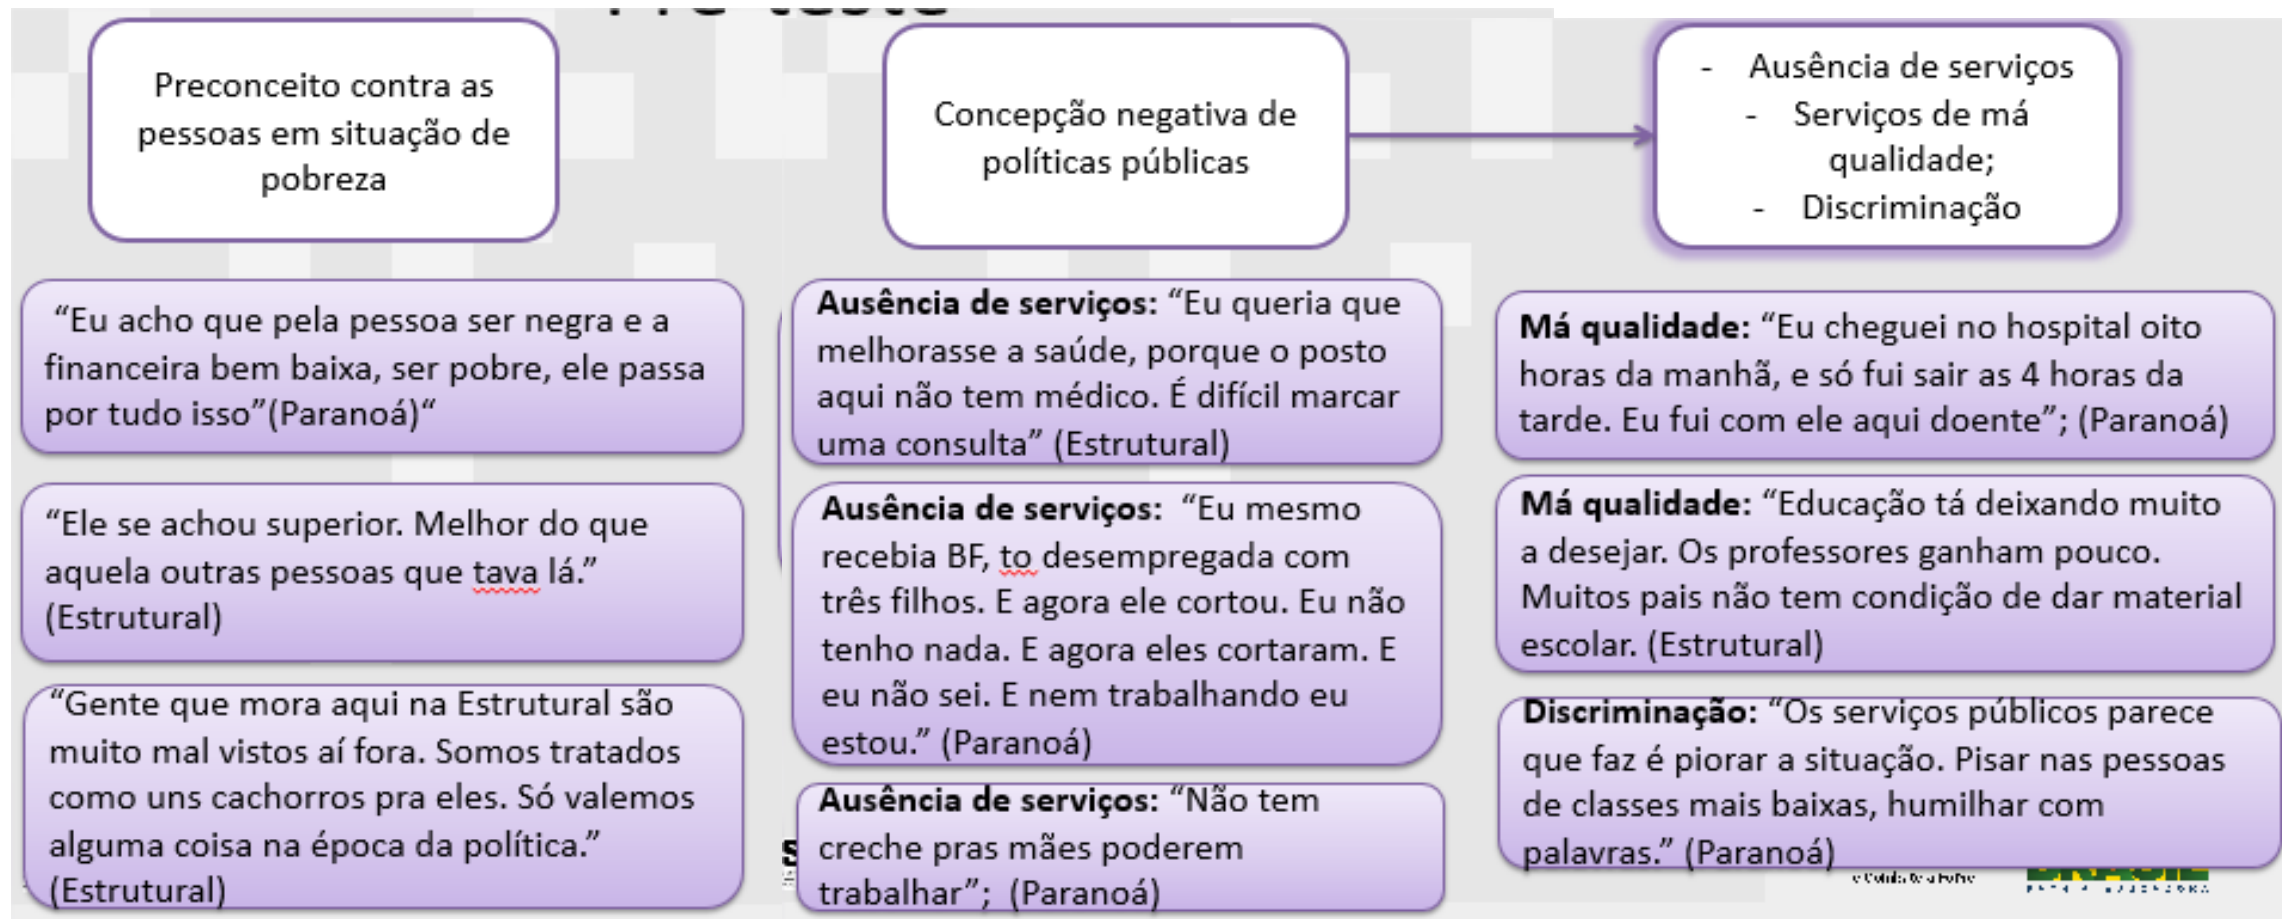 Preconceito contra as
pessoas em situação de
pobreza
Concepção negativa de
políticas públicas
- Ausência de serviços
- Serviços de má
qualidade;
- Discriminação
“Eu acho que pela pessoa ser negra e a
financeira bem baixa, ser pobre, ele passa
por tudo isso”(Paranoá)“
“Ele se achou superior. Melhor do que
aquela outras pessoas que tava lá.”
(Estrutural)
“Gente que mora aqui na Estrutural são
muito mal vistos aí fora. Somos tratados
como uns cachorros pra eles. Só valemos
alguma coisa na época da política.”
(Estrutural)
Ausência de serviços: “Eu queria que
melhorasse a saúde, porque o posto
aqui não tem médico. É difícil marcar
uma consulta” (Estrutural)
Ausência de serviços: “Eu mesmo
recebia BF, to desempregada com
três filhos. E agora ele cortou. Eu não
tenho nada. E agora eles cortaram. E
eu não sei. E nem trabalhando eu
estou.” (Paranoá)
Ausência de serviços: “Não tem
creche pras mães poderem
trabalhar”; (Paranoá)
Má qualidade: “Eu cheguei no hospital oito
horas da manhã, e só fui sair as 4 horas da
tarde. Eu fui com ele aqui doente”; (Paranoá)
Má qualidade: “Educação tá deixando muito
a desejar. Os professores ganham pouco.
Muitos pais não tem condição de dar material
escolar. (Estrutural)
Discriminação: “Os serviços públicos parece
que faz é piorar a situação. Pisar nas pessoas
de classes mais baixas, humilhar com
palavras.” (Paranoá)